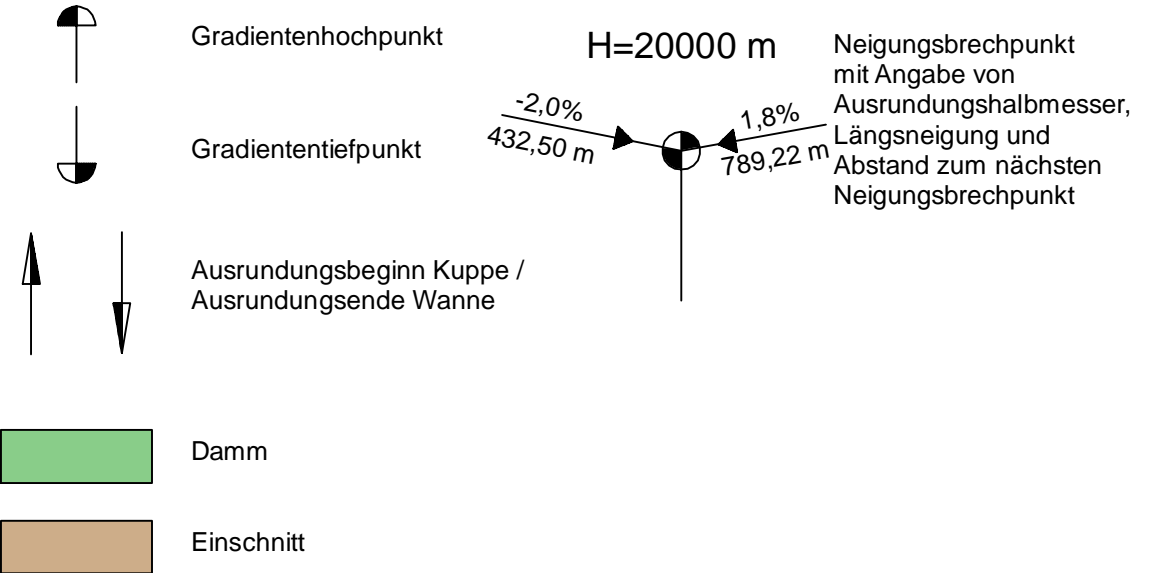 Gradientenhochpunkt
Gradiententiefpunkt
Ausrundungsbeginn Kuppe /
Ausrundungsende Wanne
Damm
Einschnitt
H=20000 m
-2,0%
432,50 m
1,8%
789,22 m
Neigungsbrechpunkt
mit Angabe von
Ausrundungshalbmesser,
Längsneigung und
Abstand zum nächsten
Neigungsbrechpunkt